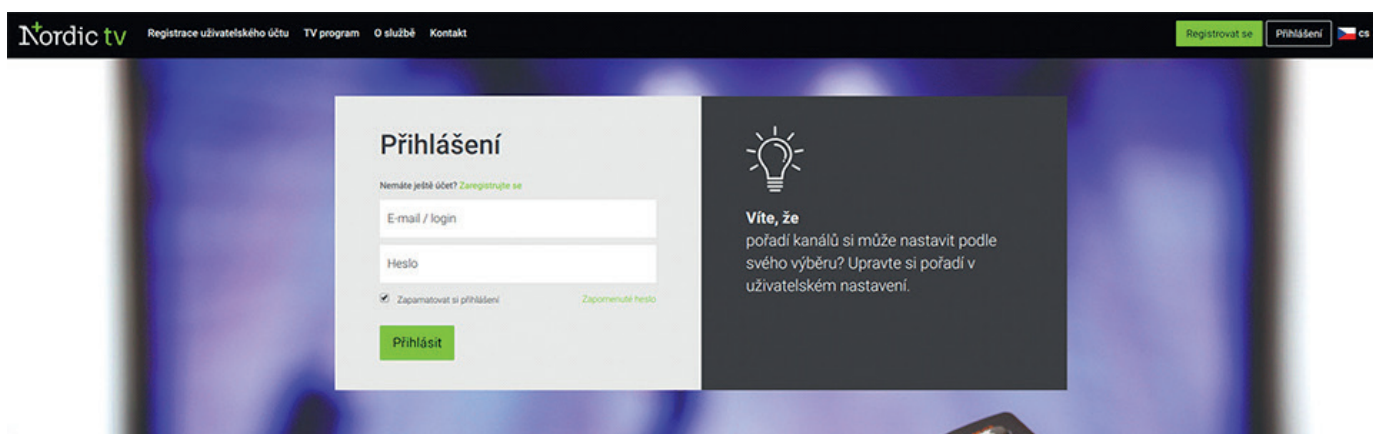 Nordic tv Registrace uživatelského účtu TV program O službě Kontakt Registrovat se Přihlášení cs
Přihlášení
Nemáte ještě účet? Zaregistrujte se
E-mail / login
Heslo
Zapamatovat si přihlášení Zapomenuté heslo
Přihlásit
Víte, že
pořadí kanálů si může nastavit podle
svého výběru? Upravte si pořadí v
uživatelském nastavení.